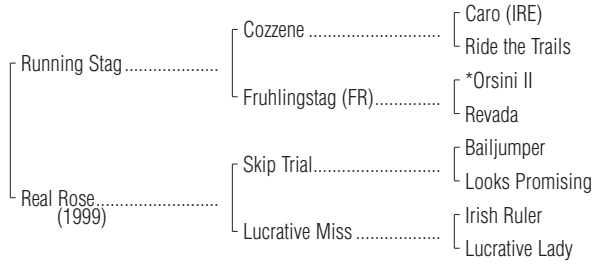 Caro (IRE)
Cozzene ................................
Ride the Trails
Running Stag.....................
*Orsini II
Fruhlingstag (FR)................
Revada
Bailjumper
Skip Trial...............................
Looks Promising
Real Rose............................
(1999)
Irish Ruler
Lucrative Miss .....................
Lucrative Lady